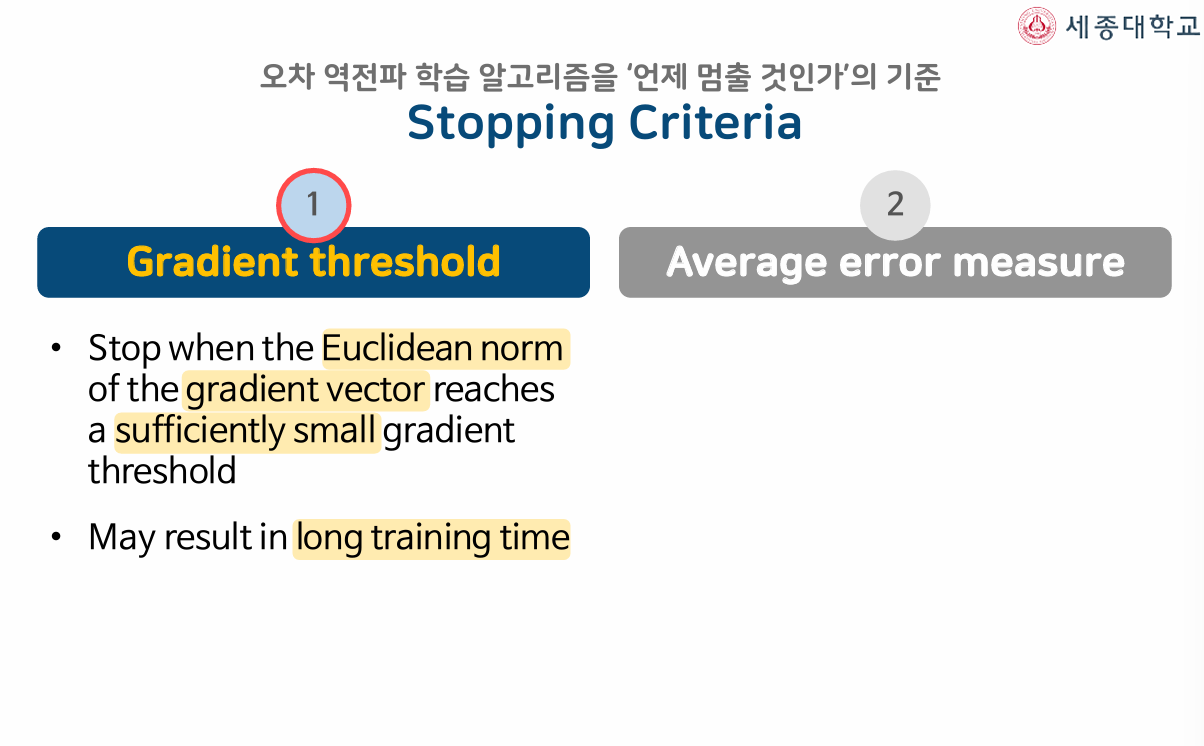 세종대학교
오차 역전파 학습 알고리즘을 ‘언제 멈출 것인가’의 기준
Stopping Criteria
1
Gradient threshold
• Stop when the Euclidean norm
of the gradient vector reaches
a sufficiently small gradient
threshold
• May result in long training time
2
Average error measure